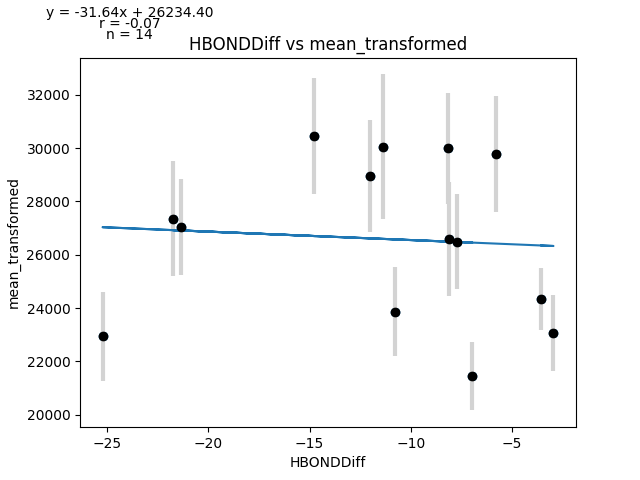 y = -31.64x + 26234.40
r = -0.07
n = 14
HBONDDiff vs mean_transformed
mean_transformed
32000
30000
28000
26000
24000
22000
20000
−25
−20
−15
−10
−5
HBONDDiff